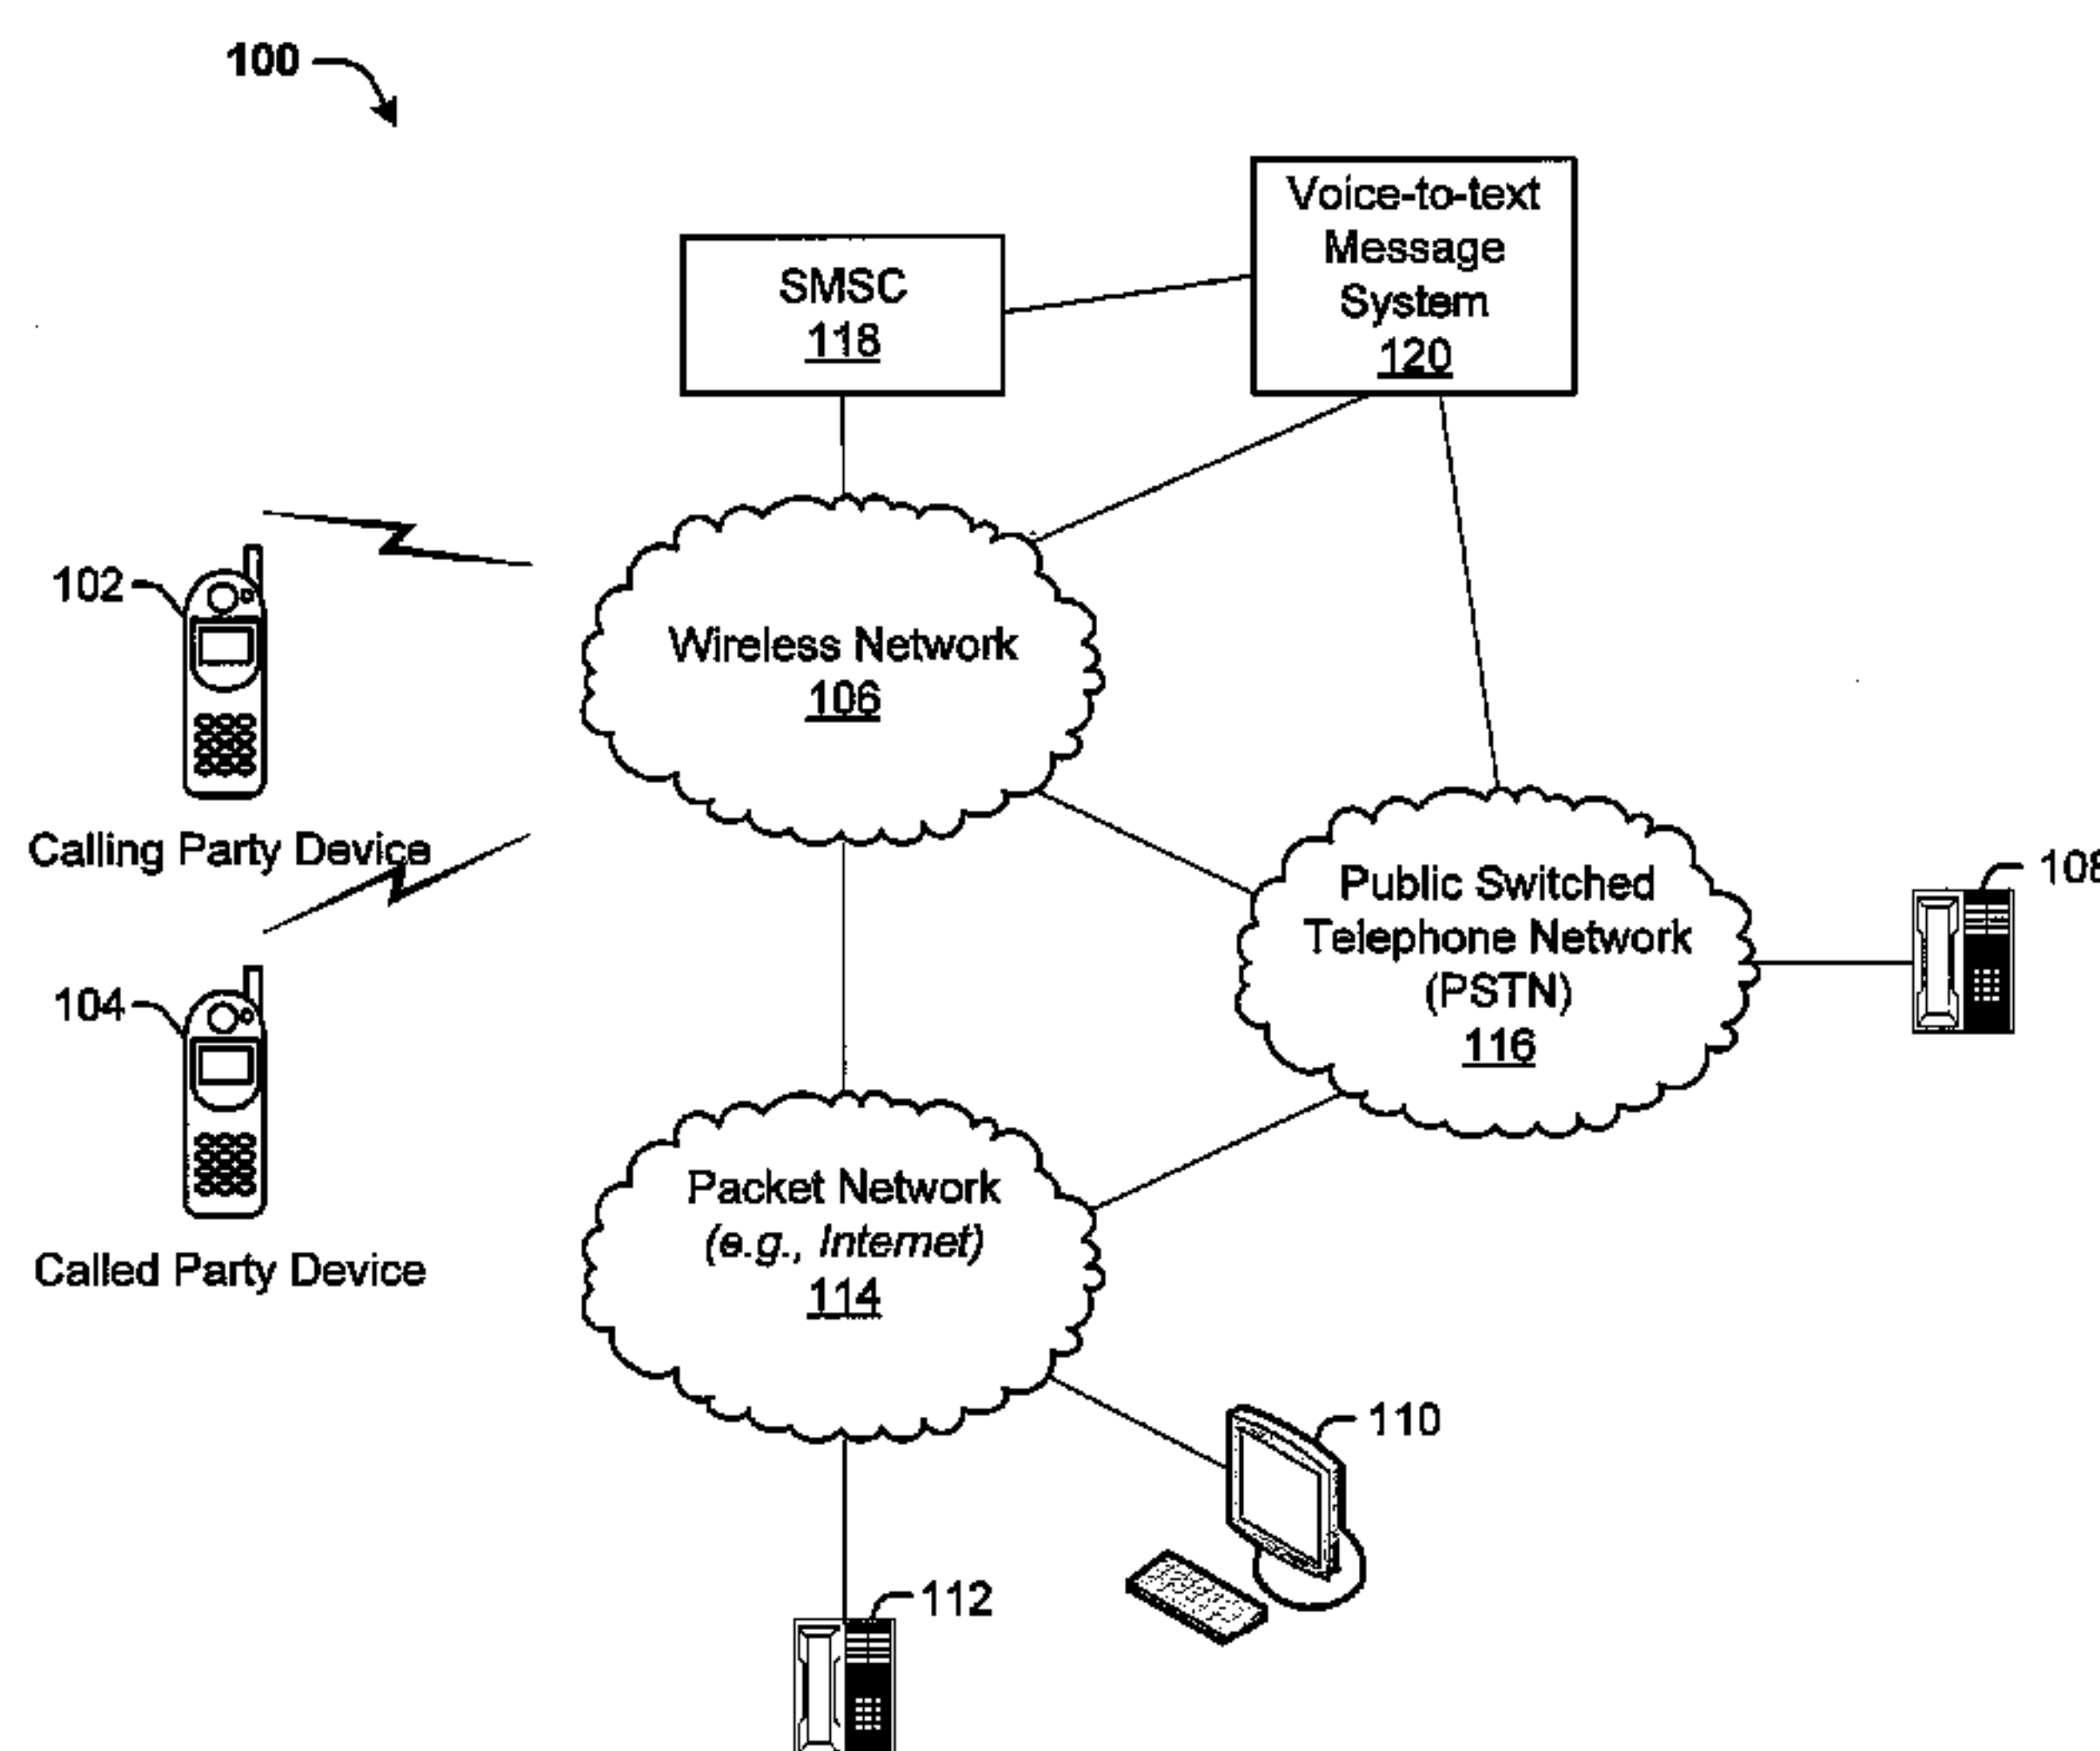 100
Voice-to-text
Message
System
120
SMSC
118
102
Wireless Network
106
Calling Party Device
Public Switched
Telephone Network
(PSTN)
116
108
104
Packet Network
(e.g., Internet)
114
Called Party Device
110
112